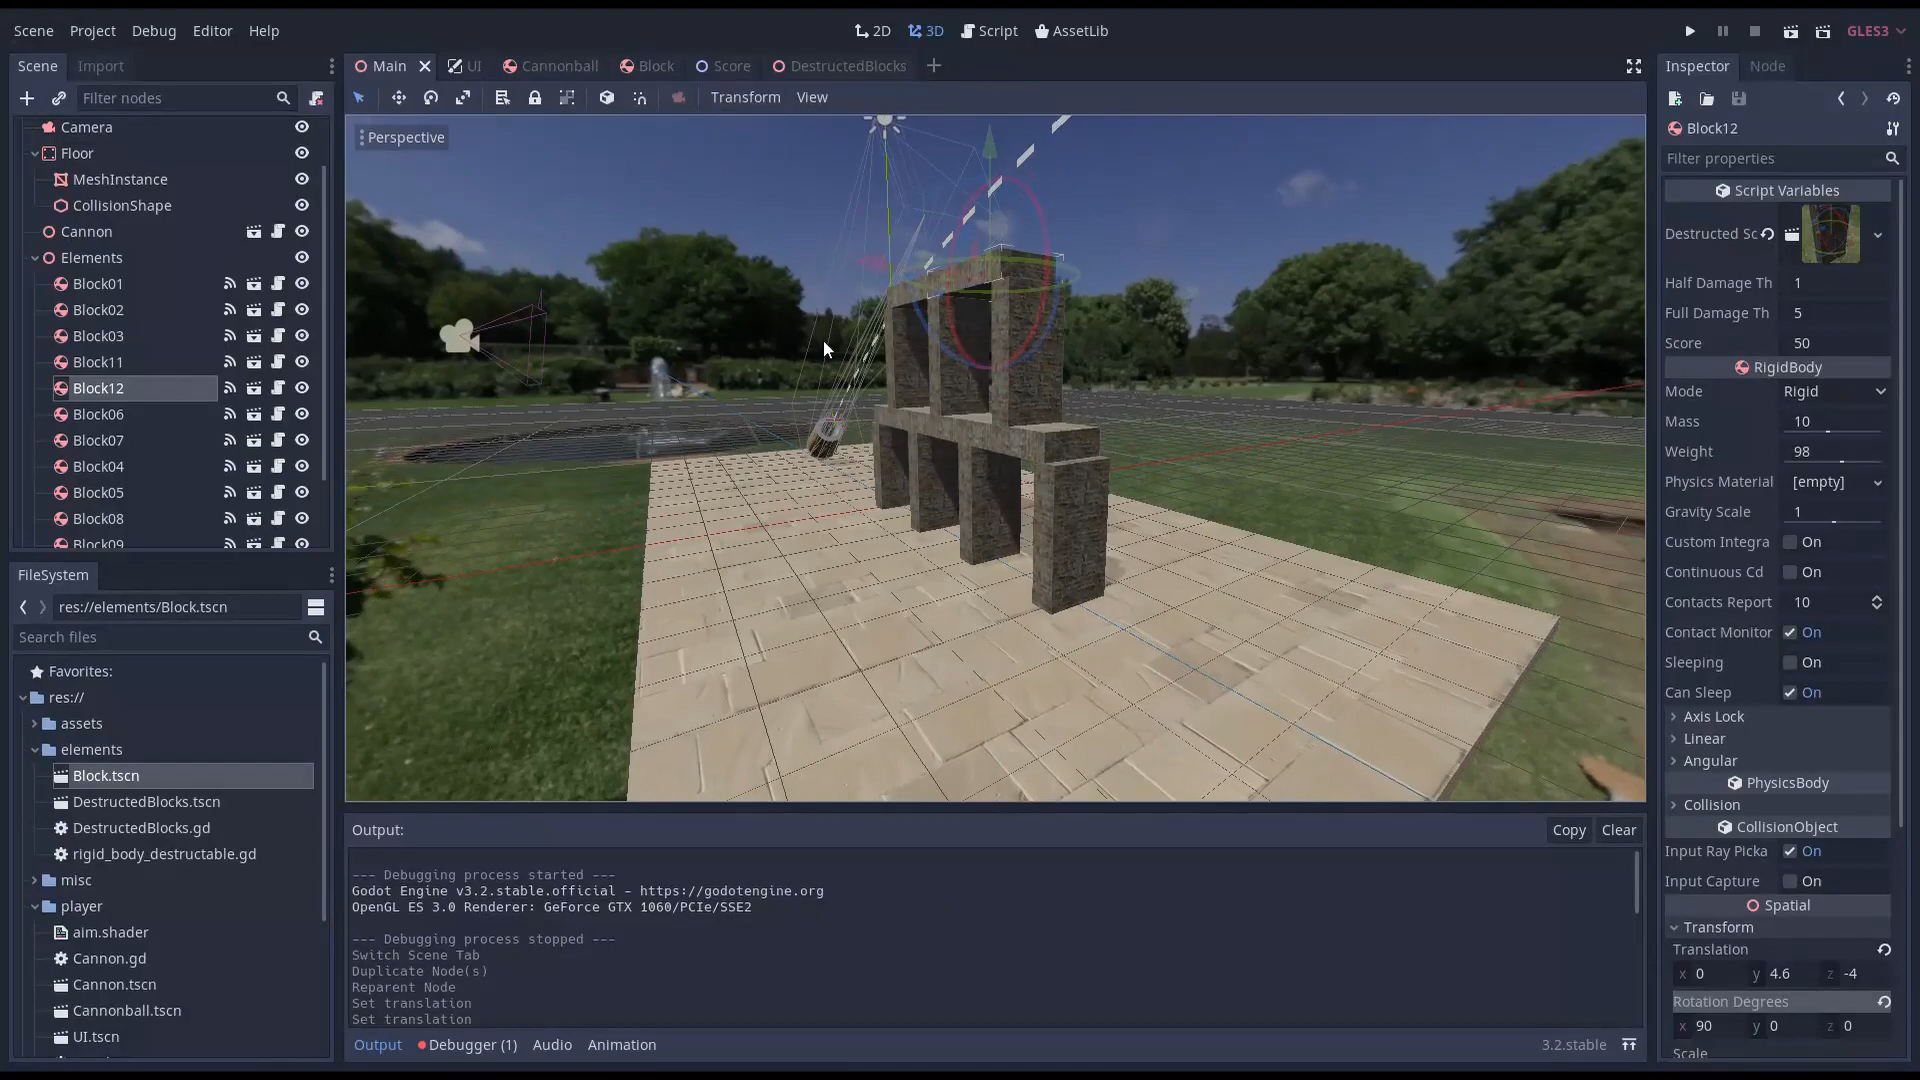 Scene Project Debug Editor Help
2D 3D Script AssetLib
GLES3
Scene Import
Filter nodes
Camera
Floor
MeshInstance
CollisionShape
Cannon
Elements
Block01
Block02
Block03
Block11
Block12
Block06
Block07
Block04
Block05
Block08
Block09
FileSystem
res://elements/Block.tscn
Search files
Favorites:
res://
assets
elements
Block.tscn
DestructedBlocks.tscn
DestructedBlocks.gd
rigid_body_destructable.gd
misc
player
aim.shader
Cannon.gd
Cannon.tscn
Cannonball.tscn
UI.tscn
Main UI Cannonball Block Score DestructedBlocks
Transform View
Perspective
Output:
Copy Clear
--- Debugging process started ---
Godot Engine v3.2.stable.official - https://godotengine.org
OpenGL ES 3.0 Renderer: GeForce GTX 1060/PCIe/SSE2
--- Debugging process stopped ---
Switch Scene Tab
Duplicate Node(s)
Reparent Node
Set translation
Set translation
Output Debugger (1) Audio Animation
3.2.stable
Inspector Node
Block12
Filter properties
Script Variables
Destructed Sc
Half Damage Th 1
Full Damage Th 5
Score 50
RigidBody
Mode Rigid
Mass 10
Weight 98
Physics Material [empty]
Gravity Scale 1
Custom Integra On
Continuous Cd On
Contacts Report 10
Contact Monitor On
Sleeping On
Can Sleep On
Axis Lock
Linear
Angular
PhysicsBody
Collision
CollisionObject
Input Ray Picka On
Input Capture On
Spatial
Transform
Translation
x 0 y 4.6 z -4
Rotation Degrees
x 90 y 0 z 0
Scale